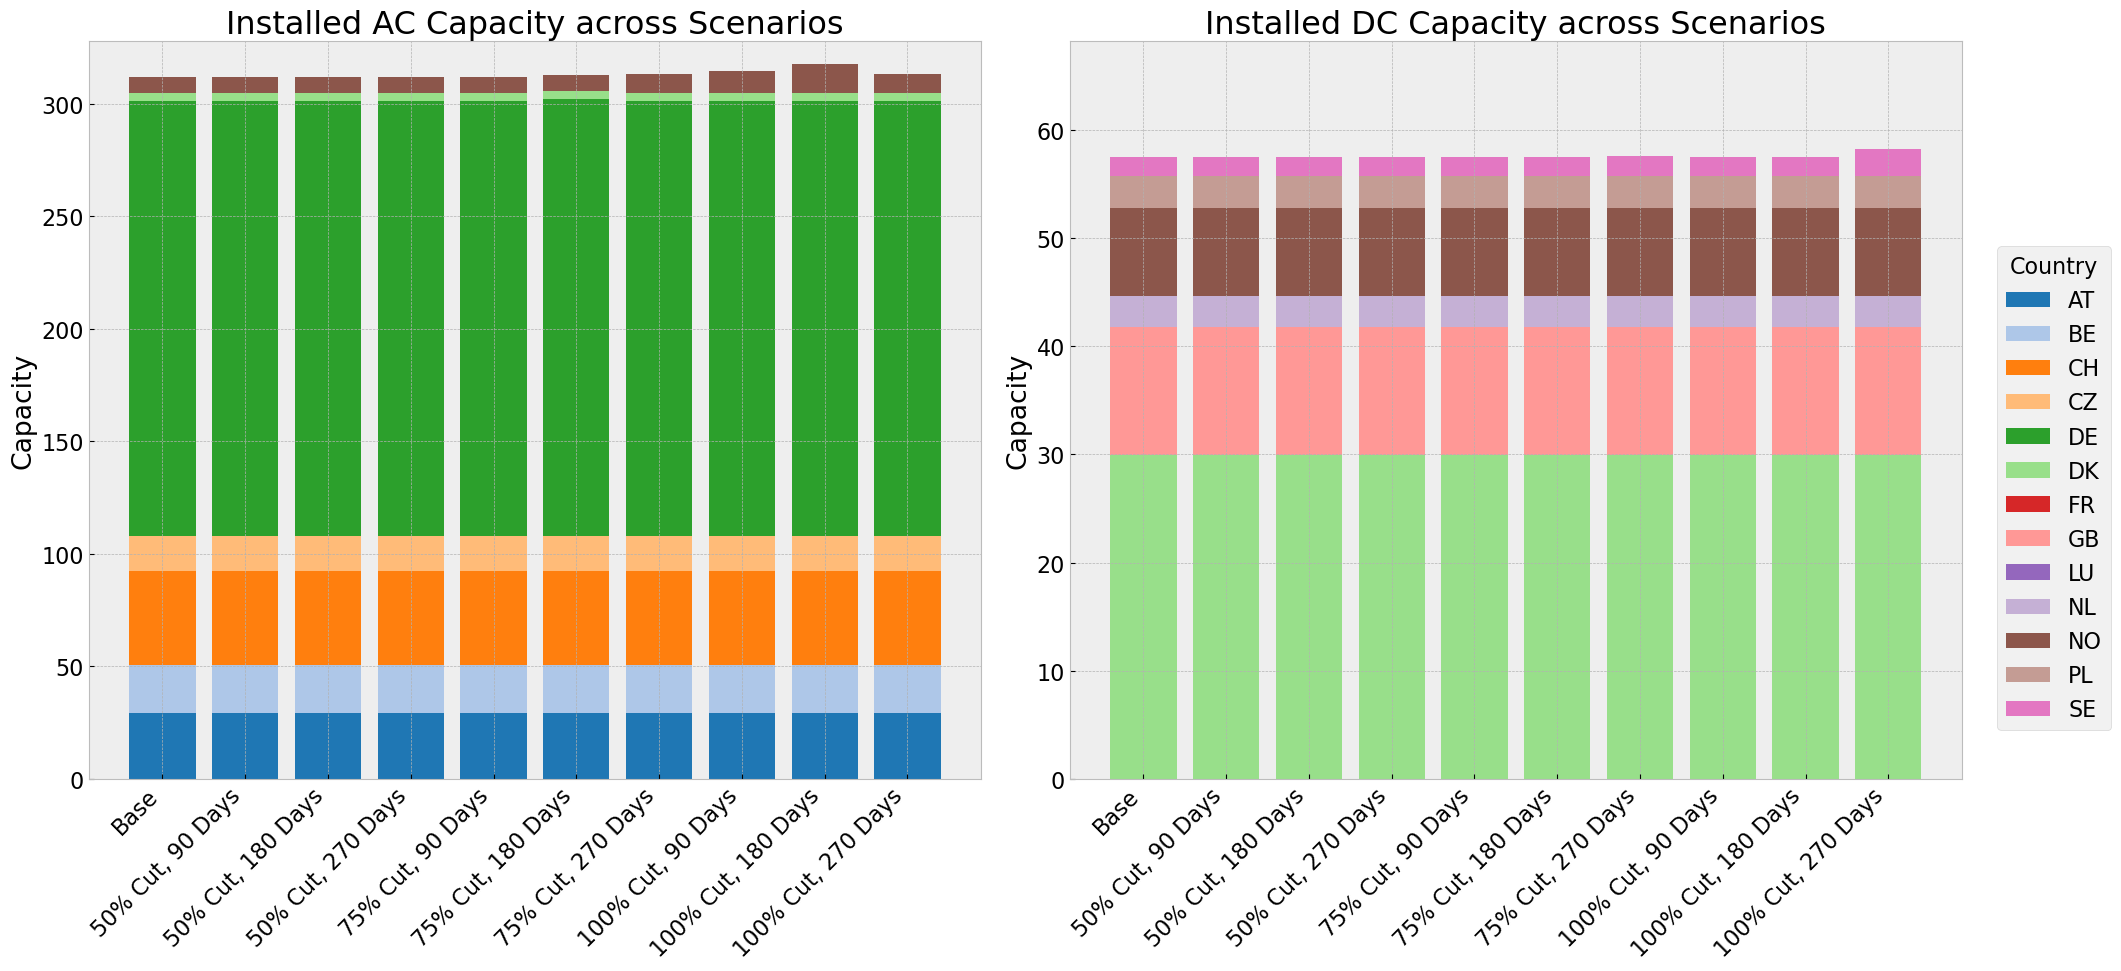 Installed AC Capacity across Scenarios
Capacity
300
250
200
150
100
50
0
Base
50% Cut, 90 Days
50% Cut, 180 Days
50% Cut, 270 Days
75% Cut, 90 Days
75% Cut, 180 Days
75% Cut, 270 Days
100% Cut, 90 Days
100% Cut, 180 Days
100% Cut, 270 Days
Installed DC Capacity across Scenarios
Capacity
60
50
40
30
20
10
0
Base
50% Cut, 90 Days
50% Cut, 180 Days
50% Cut, 270 Days
75% Cut, 90 Days
75% Cut, 180 Days
75% Cut, 270 Days
100% Cut, 90 Days
100% Cut, 180 Days
100% Cut, 270 Days
Country
AT
BE
CH
CZ
DE
DK
FR
GB
LU
NL
NO
PL
SE